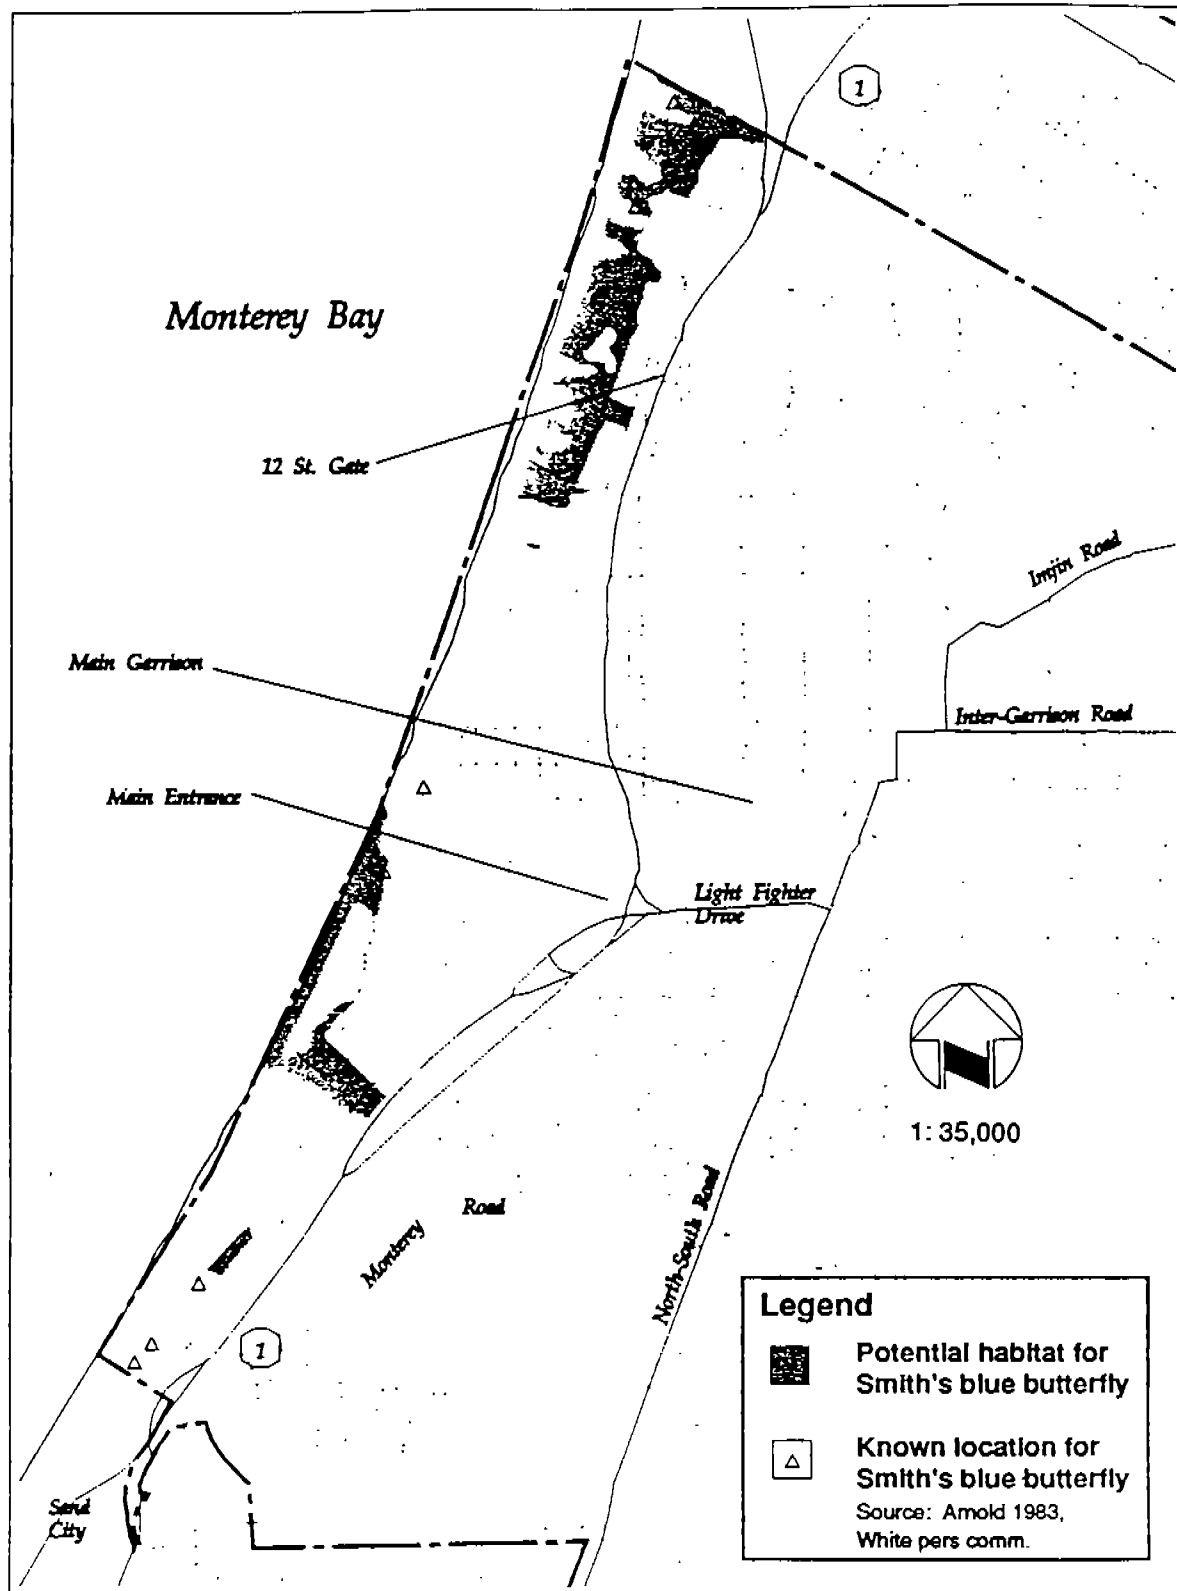 1
Monterey Bay
12 St. Gate
Imjin Road
Main Garrison
Inter-Garrison Road
Main Entrance
Light Fighter
Drive
N
1:35,000
Monterey Road
North-South Road
1
Sand
City
Legend
Potential habitat for
Smith's blue butterfly
Known location for
Smith's blue butterfly
Source: Arnold 1983,
White pers comm.